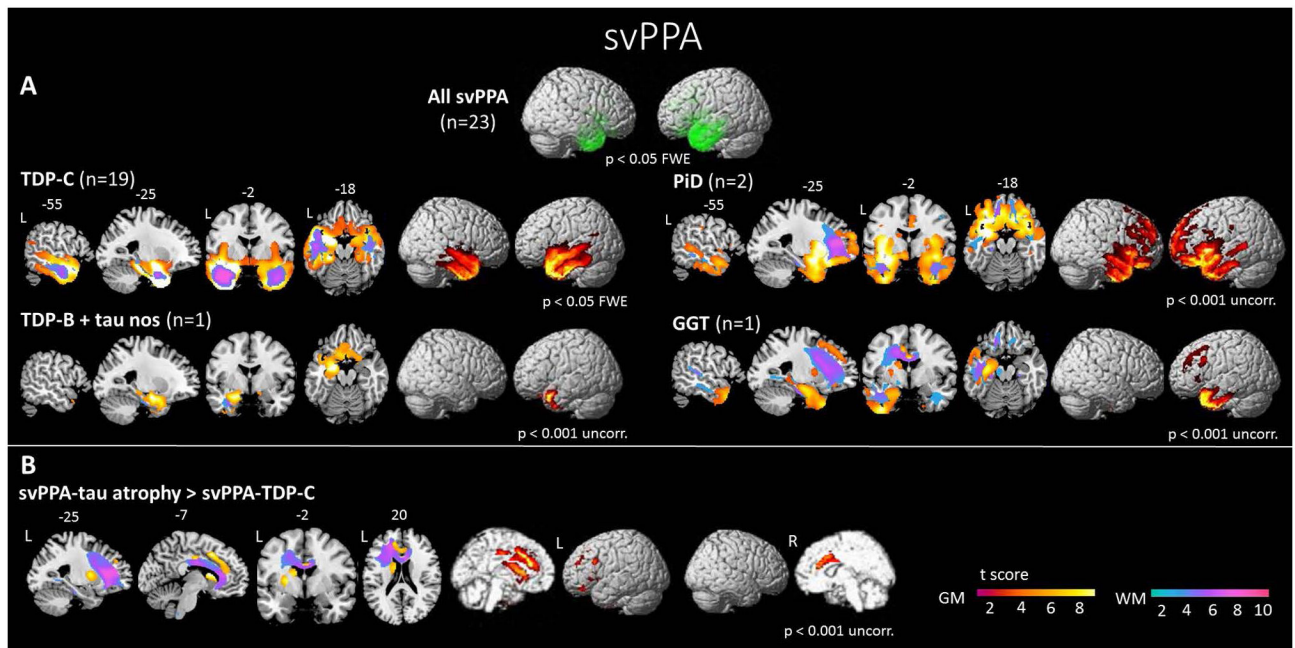 svPPA
A
All svPPA
(n=23)
p < 0.05 FWE
TDP-C (n=19)
-55 -25 -2 -18
L L L
p < 0.05 FWE
PiD (n=2)
-55 -25 -2 -18
L L L
p < 0.001 uncorr.
TDP-B + tau nos (n=1)
p < 0.001 uncorr.
GGT (n=1)
p < 0.001 uncorr.
B
svPPA-tau atrophy > svPPA-TDP-C
-25 -7 -2 20
L L L L R
p < 0.001 uncorr.
t score
GM 2 4 6 8
WM 2 4 6 8 10